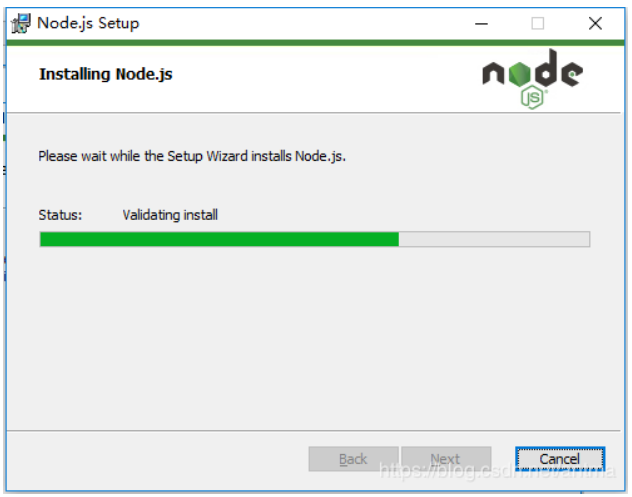 Node.js Setup
Installing Node.js
node
JS
Please wait while the Setup Wizard installs Node.js.
Status: Validating install
Back Next Cancel